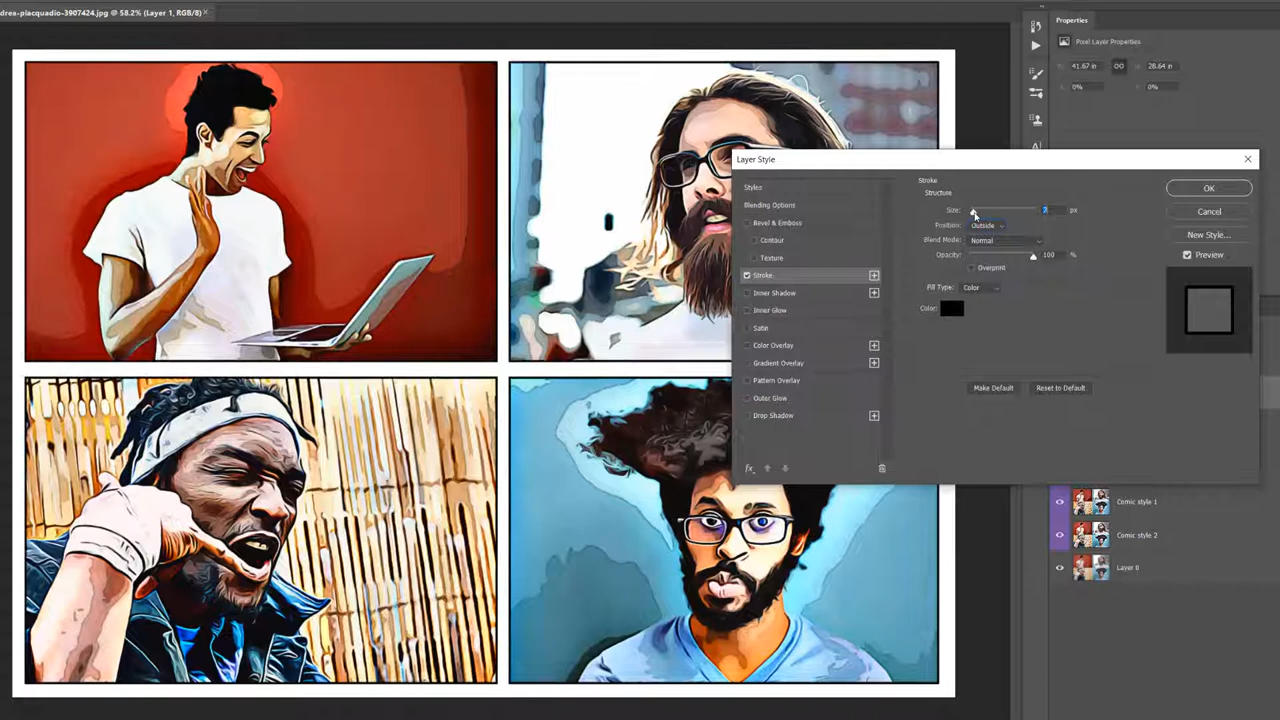 drea-piacquadio-3907424.jpg @ 58.2% (Layer 1, RGB/8) ×
Properties
Pixel Layer Properties
41.67 in
28.64 in
0%
0%
Layer Style
Styles
Blending Options
Bevel & Emboss
Contour
Texture
Stroke
Inner Shadow
Inner Glow
Satin
Color Overlay
Gradient Overlay
Pattern Overlay
Outer Glow
Drop Shadow
fx
Stroke
Structure
Size:
px
Position: Outside
Blend Mode: Normal
Opacity: 100 %
Overprint
Fill Type: Color
Color:
Make Default Reset to Default
OK
Cancel
New Style...
Preview
Comic style 1
Comic style 2
Layer 0